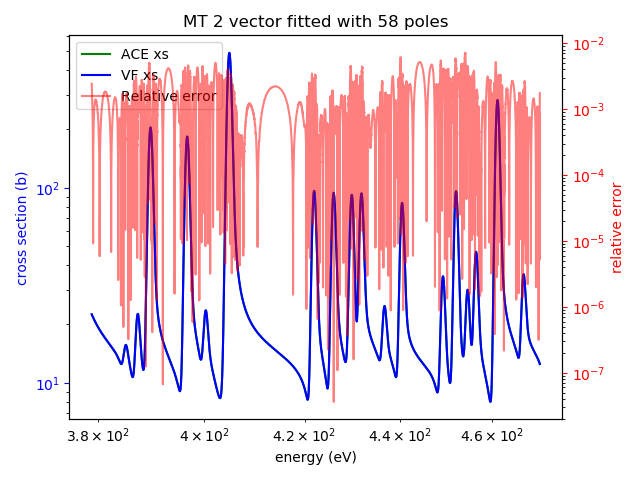 MT 2 vector fitted with 58 poles
ACE xs
VF xs
Relative error
cross section (b)
10²
10¹
10⁻²
10⁻³
10⁻⁴
10⁻⁵
10⁻⁶
10⁻⁷
relative error
3.8 × 10² 4 × 10² 4.2 × 10² 4.4 × 10² 4.6 × 10²
energy (eV)